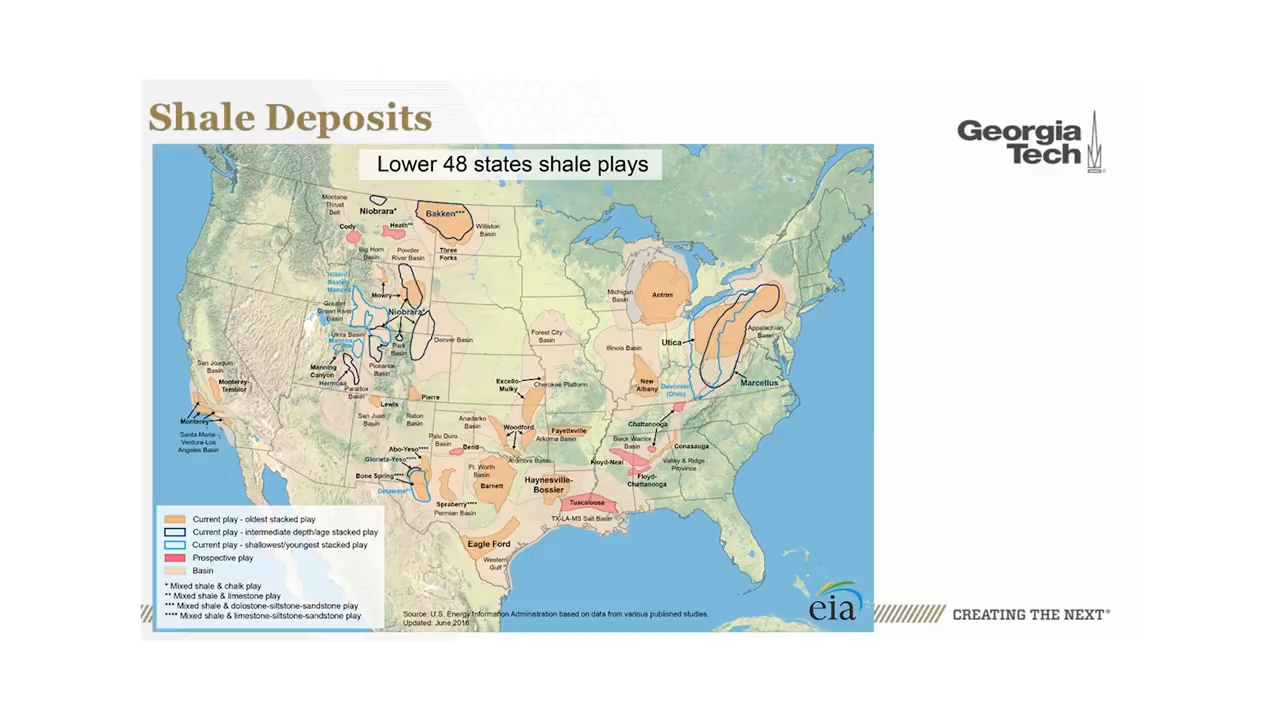 Shale Deposits
Georgia
Tech
Lower 48 states shale plays
Montana
Thrust
Belt
Niobrara*
Bakken***
Cody
Heath**
Williston
Basin
Big Horn
Basin
Powder
River Basin
Three
Forks
Hilliard
Baxter
Mancos
Mowry
Greater
Green River
Basin
Niobrara*
Michigan
Basin
Antrim
Uinta Basin
Mancos
Park
Basin
Denver Basin
Forest City
Basin
Illinois Basin
Utica
Appalachian
Basin
Manning
Canyon
Piceance
Basin
Hermosa
Paradox
Basin
San Joaquin
Basin
Monterey-
Temblor
Excello-
Mulky
Cherokee Platform
New
Albany
Devonian
(Ohio)
Marcellus
Lewis
Pierre
Monterey
San Juan
Basin
Raton
Basin
Anadarko
Basin
Woodford
Fayetteville
Arkoma Basin
Chattanooga
Santa Maria-
Ventura-Los
Angeles Basin
Palo Duro
Basin
Bend
Black Warrior
Basin
Conasauga
Abo-Yeso****
Glorieta-Yeso****
Ardmore Basin
Floyd-Neal
Valley & Ridge
Province
Bone Spring****
Ft. Worth
Basin
Barnett
Haynesville-
Bossier
Floyd-
Chattanooga
Delaware
Spraberry****
Permian Basin
Tuscaloosa
TX-LA-MS Salt Basin
Eagle Ford
Western
Gulf
Current play - oldest stacked play
Current play - intermediate depth/age stacked play
Current play - shallowest/youngest stacked play
Prospective play
Basin
* Mixed shale & chalk play
** Mixed shale & limestone play
*** Mixed shale & dolostone-siltstone-sandstone play
**** Mixed shale & limestone-siltstone-sandstone play
Source: U.S. Energy Information Administration based on data from various published studies.
Updated: June 2016
eia
CREATING THE NEXT®